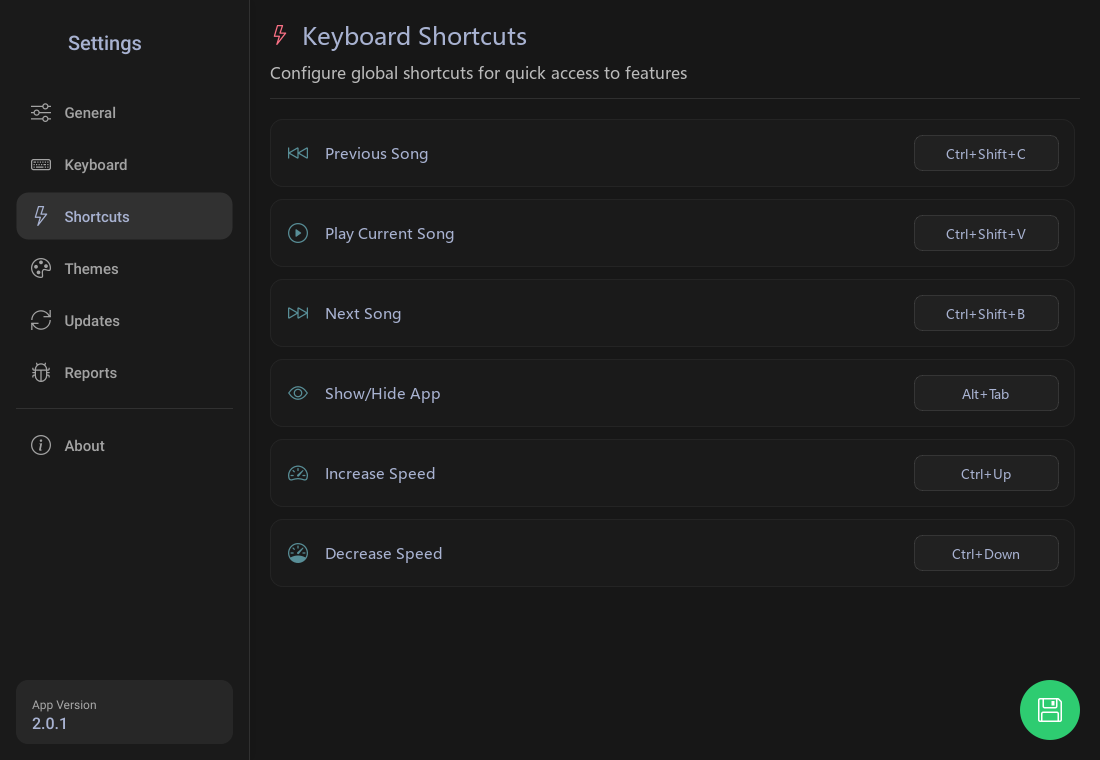 Settings
General
Keyboard
Shortcuts
Themes
Updates
Reports
About
App Version
2.0.1
Keyboard Shortcuts
Configure global shortcuts for quick access to features
Previous Song
Ctrl+Shift+C
Play Current Song
Ctrl+Shift+V
Next Song
Ctrl+Shift+B
Show/Hide App
Alt+Tab
Increase Speed
Ctrl+Up
Decrease Speed
Ctrl+Down